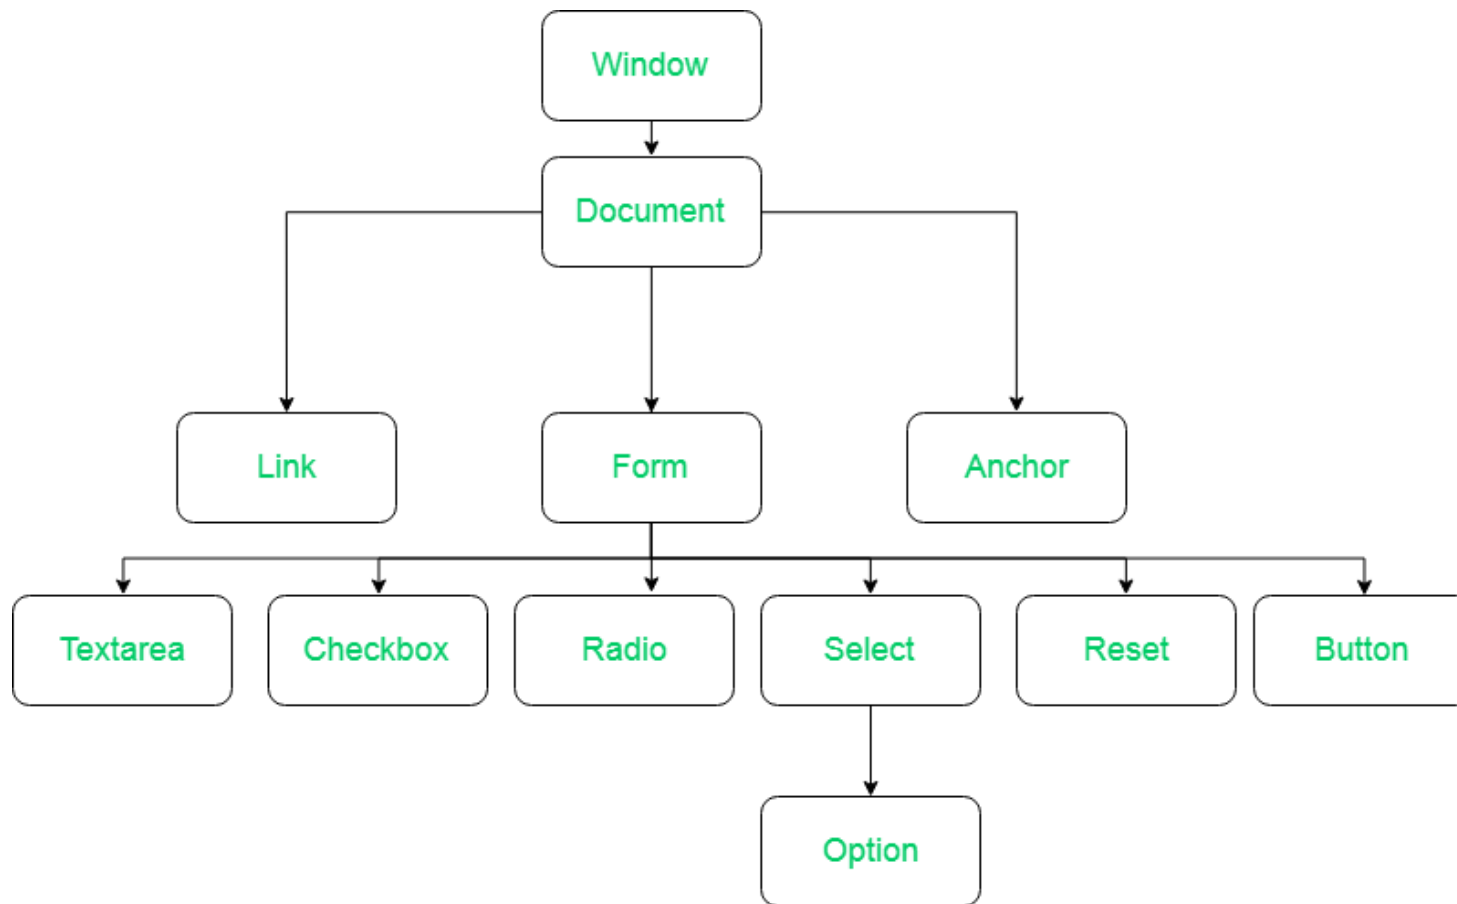 Window
Document
Link
Form
Anchor
Textarea
Checkbox
Radio
Select
Reset
Button
Option